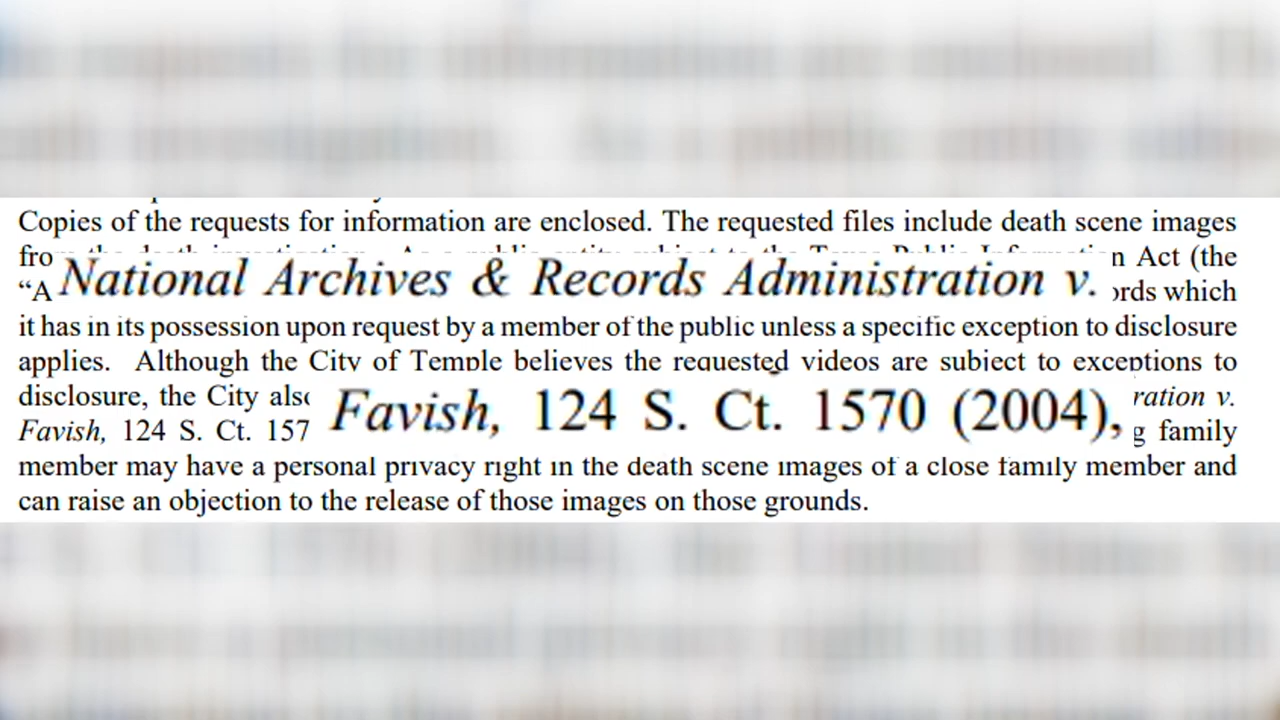 Copies of the requests for information are enclosed. The requested files include death scene images
fro n Act (the
National Archives & Records Administration v.
“A ords which
it has in its possession upon request by a member of the public unless a specific exception to disclosure
applies. Although the City of Temple believes the requested videos are subject to exceptions to
disclosure, the City also ration v.
Favish, 124 S. Ct. 1570 (2004),
Favish, 124 S. Ct. 157 g family
member may have a personal privacy right in the death scene images of a close family member and
can raise an objection to the release of those images on those grounds.